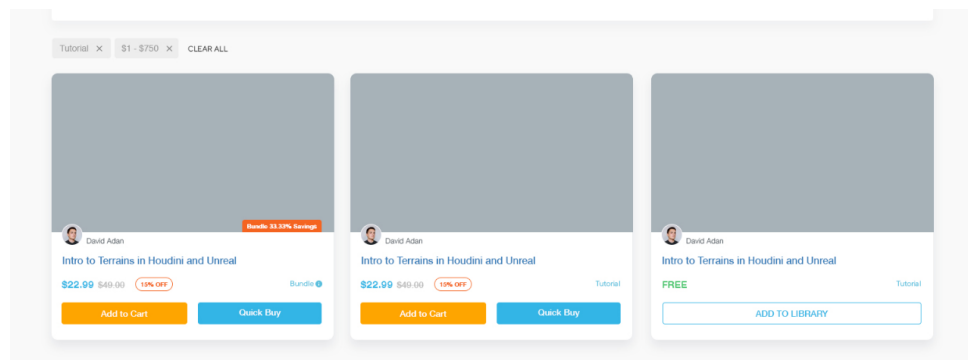 Tutorial ✕ $1 - $750 ✕ CLEAR ALL
Bundle 33.33% Savings
David Adan
Intro to Terrains in Houdini and Unreal
$22.99 $49.00 15% OFF Bundle
Add to Cart Quick Buy
David Adan
Intro to Terrains in Houdini and Unreal
$22.99 $49.00 15% OFF Tutorial
Add to Cart Quick Buy
David Adan
Intro to Terrains in Houdini and Unreal
FREE Tutorial
ADD TO LIBRARY